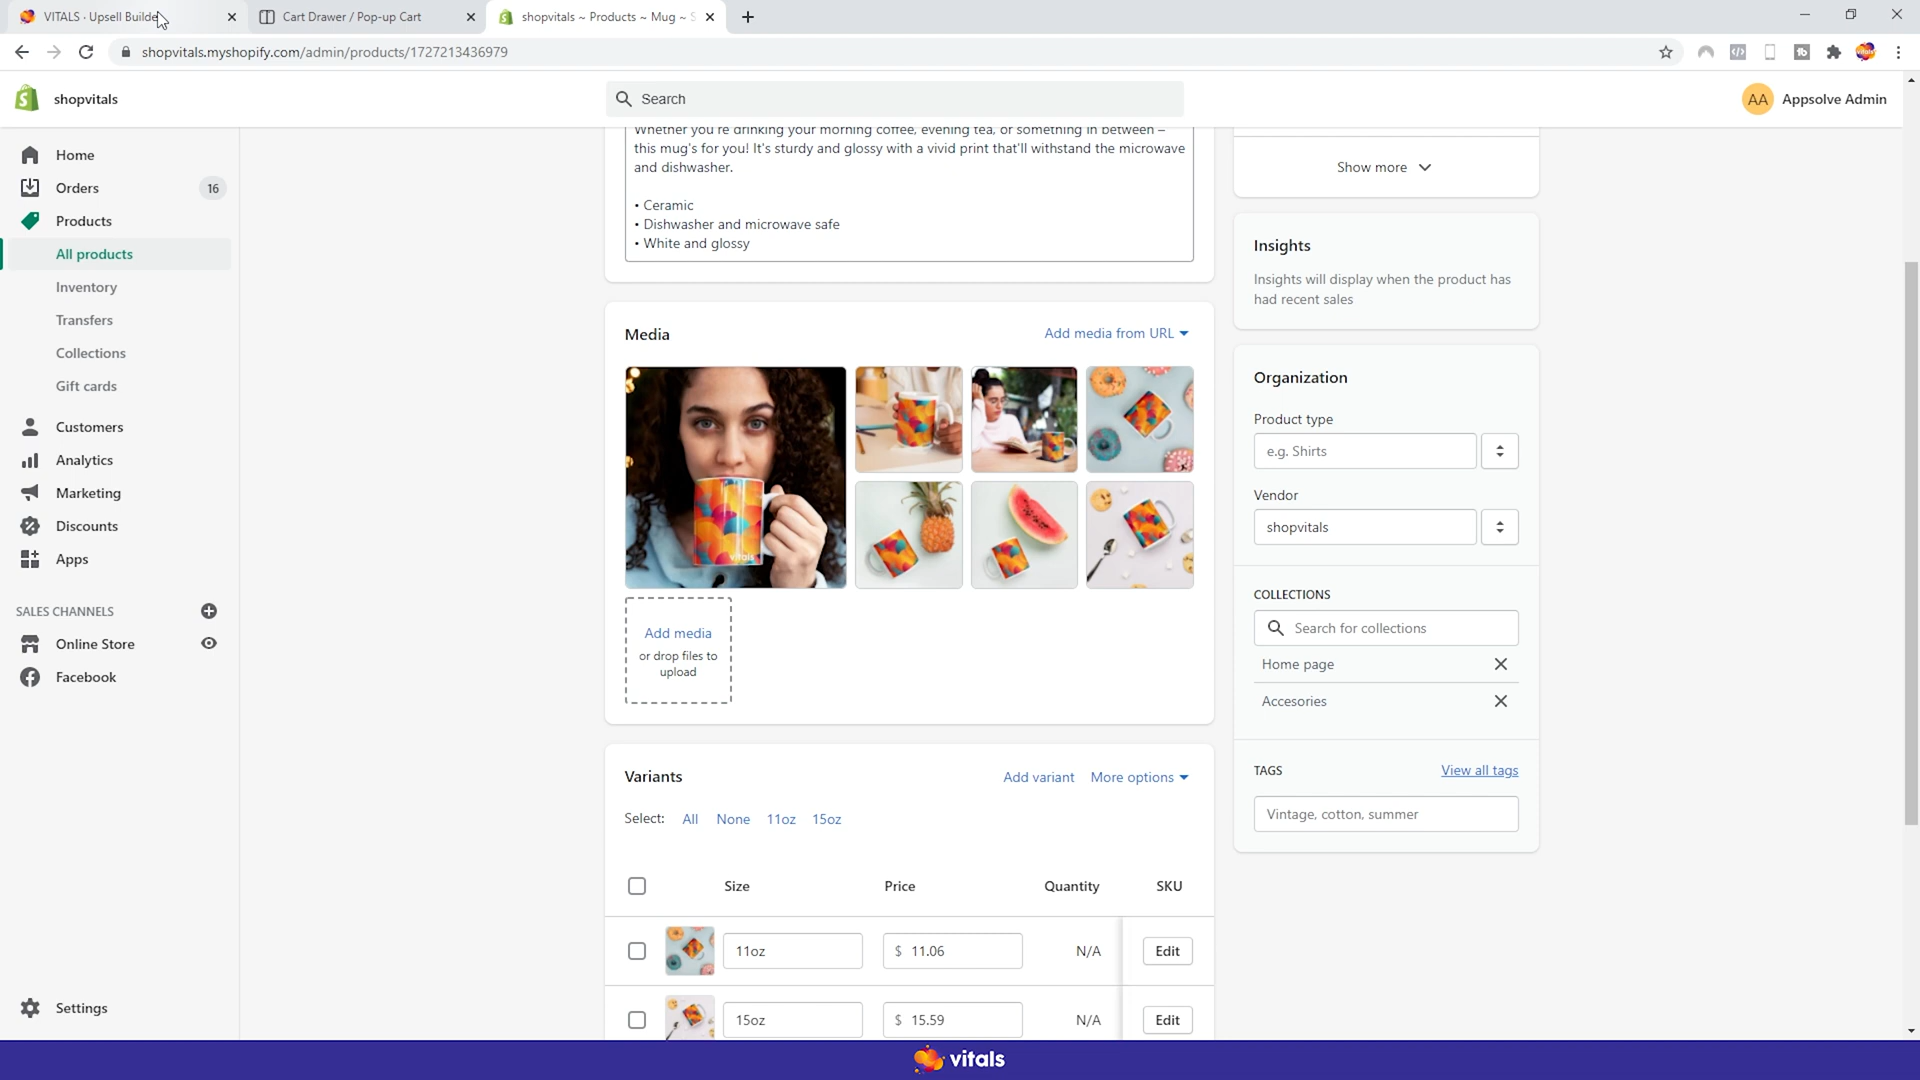 VITALS · Upsell Builde
Cart Drawer / Pop-up Cart
shopvitals ~ Products ~ Mug ~ S
shopvitals.myshopify.com/admin/products/1727213436979
shopvitals
Search
AA
Appsolve Admin
Home
Orders
16
Products
All products
Inventory
Transfers
Collections
Gift cards
Customers
Analytics
Marketing
Discounts
Apps
SALES CHANNELS
Online Store
Facebook
Settings
Whether you're drinking your morning coffee, evening tea, or something in between –
this mug's for you! It's sturdy and glossy with a vivid print that'll withstand the microwave
and dishwasher.
• Ceramic
• Dishwasher and microwave safe
• White and glossy
Media
Add media from URL
vitals
Add media
or drop files to
upload
Variants
Add variant
More options
Select:
All
None
11oz
15oz
Size
Price
Quantity
SKU
11oz
$ 11.06
N/A
Edit
15oz
$ 15.59
N/A
Edit
Show more
Insights
Insights will display when the product has
had recent sales
Organization
Product type
e.g. Shirts
Vendor
shopvitals
COLLECTIONS
Search for collections
Home page
Accesories
TAGS
View all tags
Vintage, cotton, summer
vitals